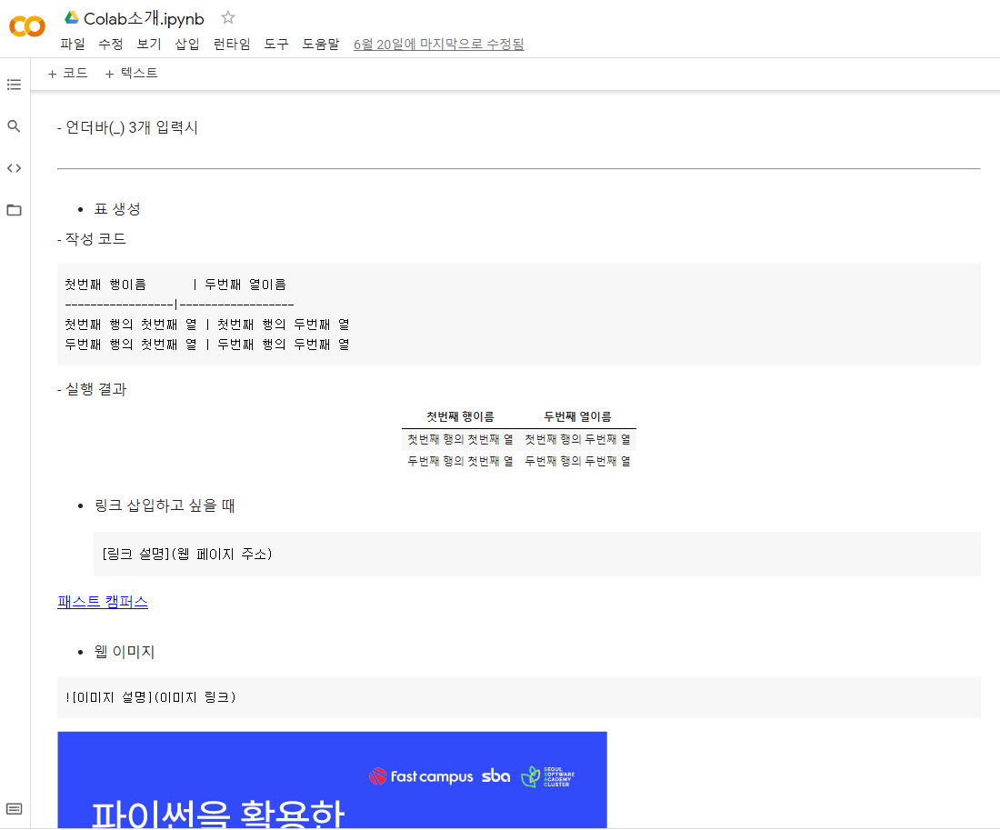 Colab소개.ipynb
파일 수정 보기 삽입 런타임 도구 도움말 6월 20일에 마지막으로 수정됨
+ 코드 + 텍스트
- 언더바(_) 3개 입력시
• 표 생성
- 작성 코드
첫번째 행이름 | 두번째 열이름
-----------------|------------------
첫번째 행의 첫번째 열 | 첫번째 행의 두번째 열
두번째 행의 첫번째 열 | 두번째 행의 두번째 열
- 실행 결과
첫번째 행이름 두번째 열이름
첫번째 행의 첫번째 열 첫번째 행의 두번째 열
두번째 행의 첫번째 열 두번째 행의 두번째 열
• 링크 삽입하고 싶을 때
[링크 설명](웹 페이지 주소)
패스트 캠퍼스
• 웹 이미지
![이미지 설명](이미지 링크)
fast campus sba SEOUL SOFTWARE ACADEMY CLUSTER
파이썬을 활용한